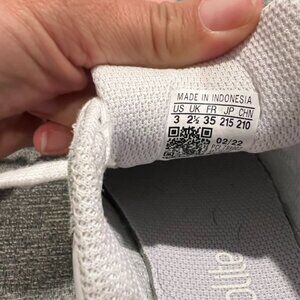 MADE IN INDONESIA
US UK FR JP CHN
3 2½ 35 215 210
02/22